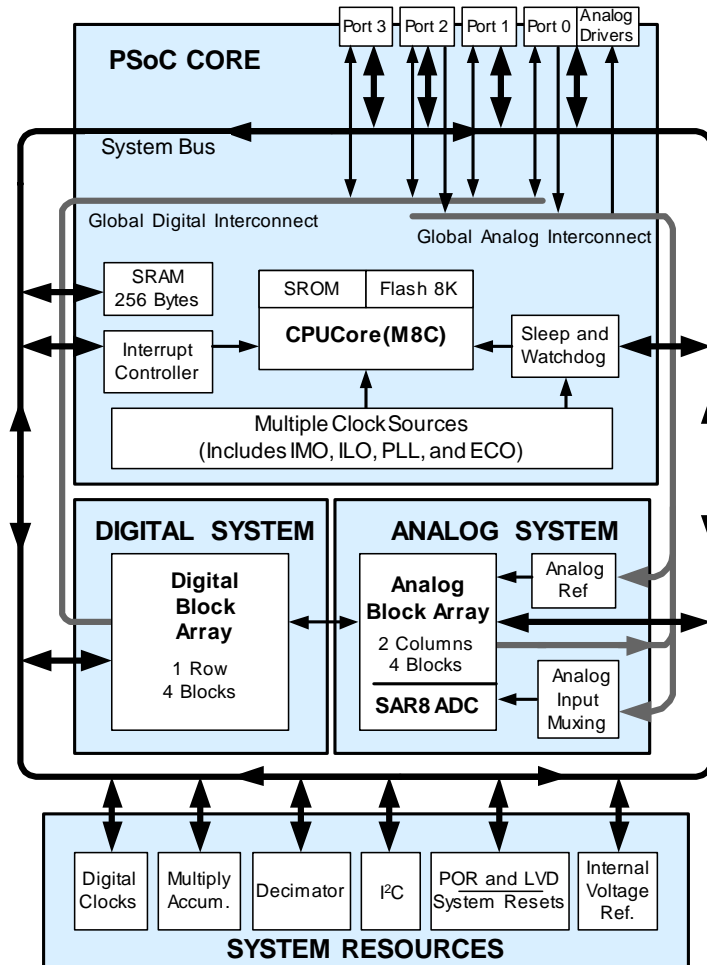 Port 3
Port 2
Port 1
Port 0
Analog
Drivers
PSoC CORE
System Bus
Global Digital Interconnect
Global Analog Interconnect
SRAM
256 Bytes
SROM
Flash 8K
CPUCore(M8C)
Interrupt
Controller
Sleep and
Watchdog
Multiple Clock Sources
(Includes IMO, ILO, PLL, and ECO)
DIGITAL SYSTEM
ANALOG SYSTEM
Digital
Block
Array
1 Row
4 Blocks
Analog
Block Array
2 Columns
4 Blocks
SAR8 ADC
Analog
Ref
Analog
Input
Muxing
Digital
Clocks
Multiply
Accum.
Decimator
I²C
POR and LVD
System Resets
Internal
Voltage
Ref.
SYSTEM RESOURCES